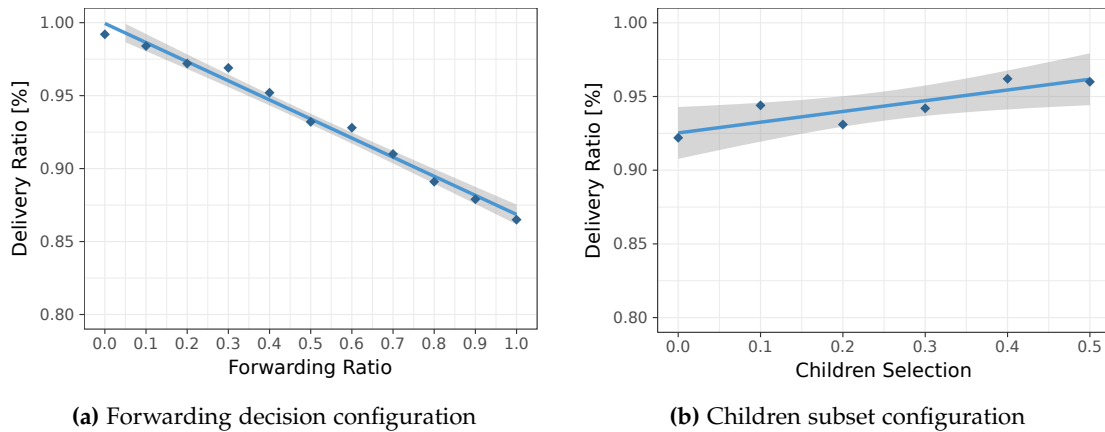 1.00
0.95
0.90
0.85
0.80
Delivery Ratio [%]
0.0 0.1 0.2 0.3 0.4 0.5 0.6 0.7 0.8 0.9 1.0
Forwarding Ratio
(a) Forwarding decision configuration
1.00
0.95
0.90
0.85
0.80
Delivery Ratio [%]
0.0 0.1 0.2 0.3 0.4 0.5
Children Selection
(b) Children subset configuration